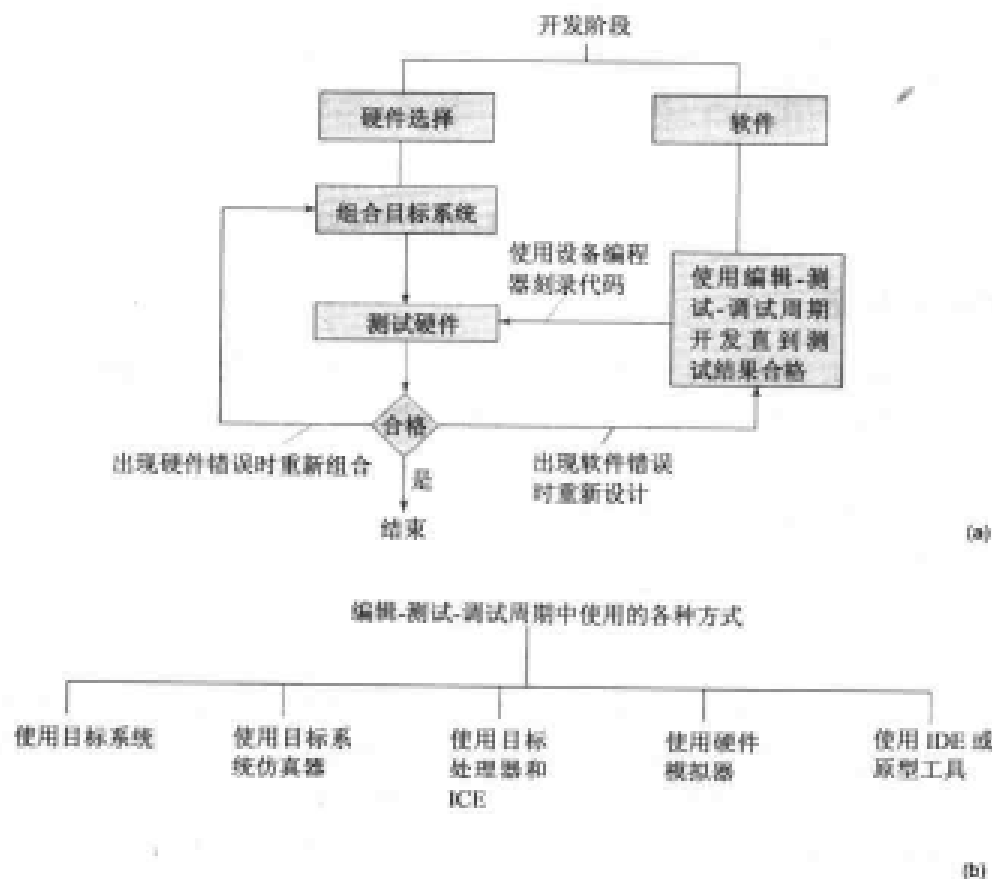 开发阶段
硬件选择
软件
组合目标系统
使用设备编程
器刻录代码
使用编辑-测
试-调试周期
开发直到测
试结果合格
测试硬件
合格
出现硬件错误时重新组合
是
出现软件错误
时重新设计
结束
(a)
编辑-测试-调试周期中使用的各种方式
使用目标系统
使用目标系
统仿真器
使用目标
处理器和
ICE
使用硬件
模拟器
使用 IDE 或
原型工具
(b)